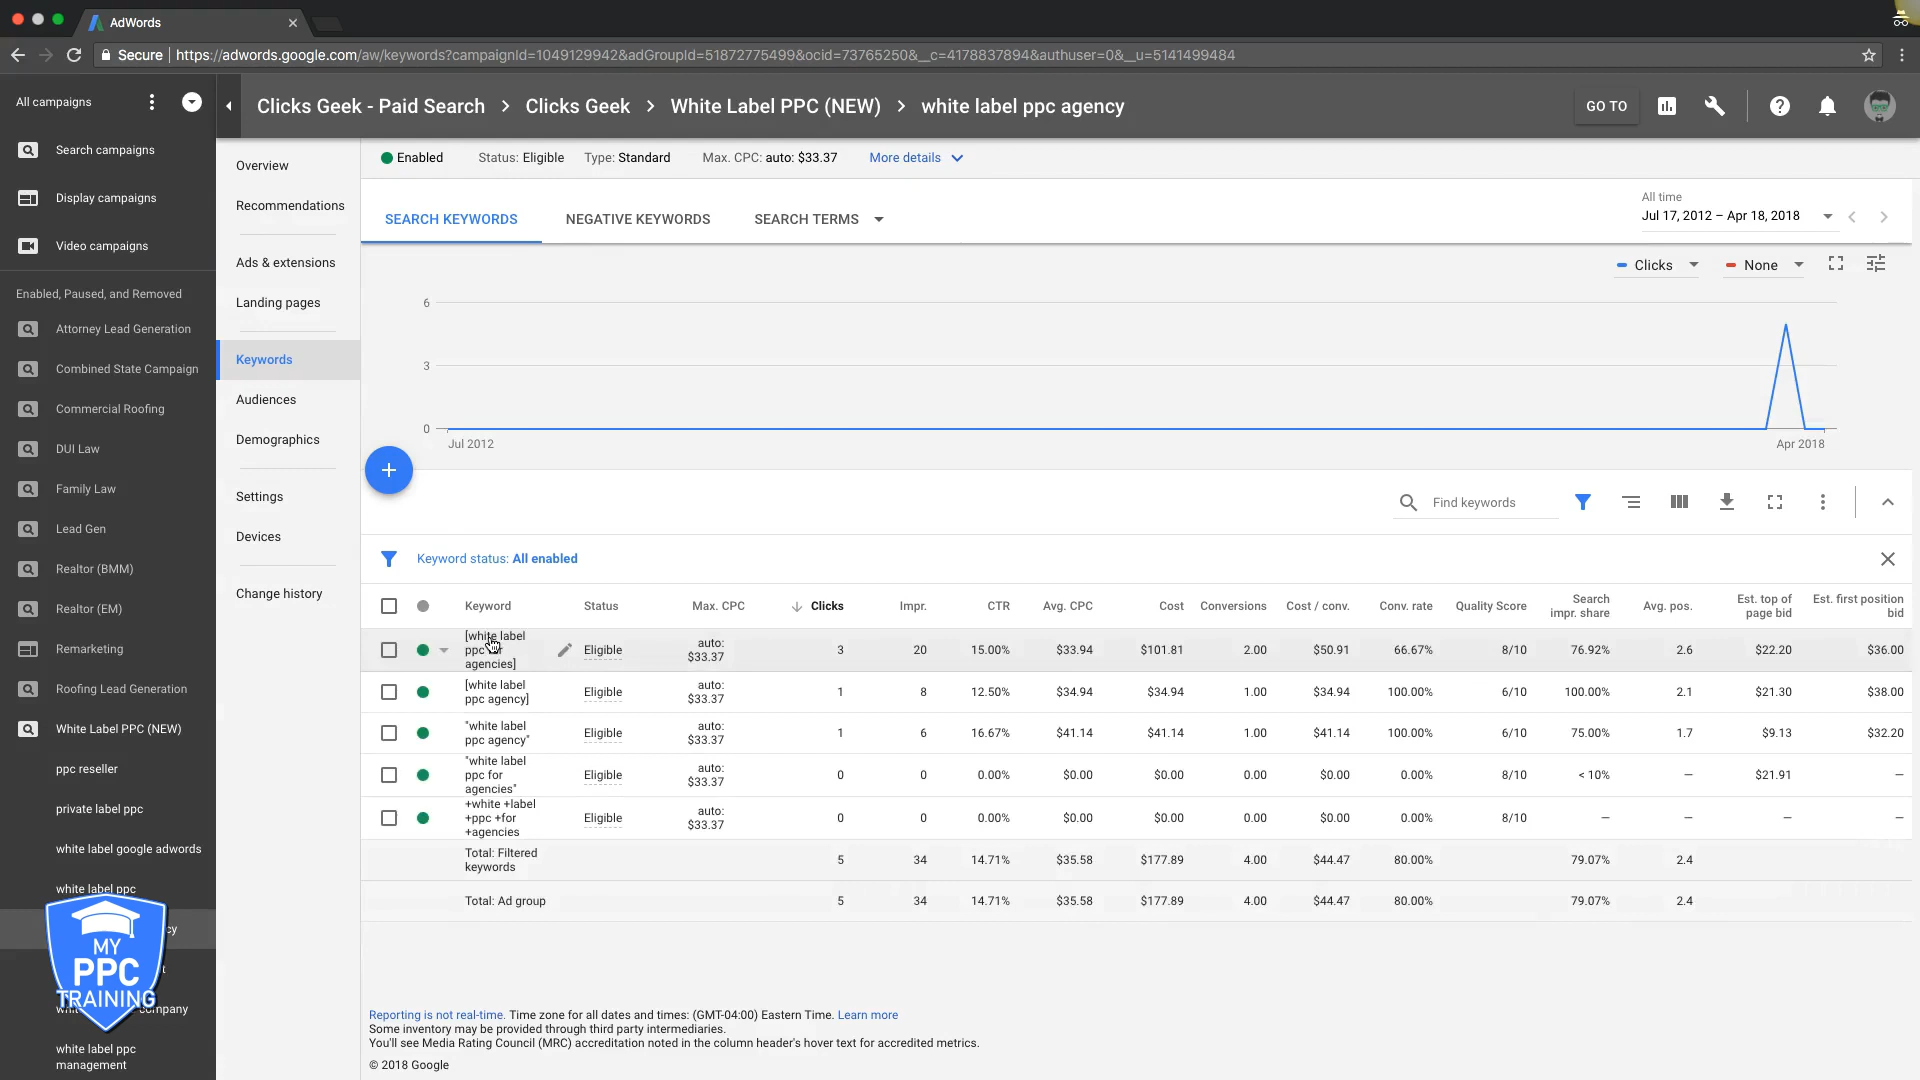 AdWords
Secure https://adwords.google.com/aw/keywords?campaignId=1049129942&adGroupId=51872775499&ocid=73765250&__c=4178837894&authuser=0&__u=5141499484
All campaigns
Clicks Geek - Paid Search > Clicks Geek > White Label PPC (NEW) > white label ppc agency
GO TO
Search campaigns
Display campaigns
Video campaigns
Enabled, Paused, and Removed
Attorney Lead Generation
Combined State Campaign
Commercial Roofing
DUI Law
Family Law
Lead Gen
Realtor (BMM)
Realtor (EM)
Remarketing
Roofing Lead Generation
White Label PPC (NEW)
ppc reseller
private label ppc
white label google adwords
white label ppc
cy
t
company
white label ppc
management
MY
PPC
TRAINING
Overview
Recommendations
Ads & extensions
Landing pages
Keywords
Audiences
Demographics
Settings
Devices
Change history
Enabled Status: Eligible Type: Standard Max. CPC: auto: $33.37 More details
SEARCH KEYWORDS NEGATIVE KEYWORDS SEARCH TERMS
All time
Jul 17, 2012 – Apr 18, 2018
Clicks None
6
3
0
Jul 2012 Apr 2018
Find keywords
Keyword status: All enabled
Keyword Status Max. CPC Clicks Impr. CTR Avg. CPC Cost Conversions Cost / conv. Conv. rate Quality Score Search impr. share Avg. pos. Est. top of page bid Est. first position bid
[white label ppc for agencies] Eligible auto: $33.37 3 20 15.00% $33.94 $101.81 2.00 $50.91 66.67% 8/10 76.92% 2.6 $22.20 $36.00
[white label ppc agency] Eligible auto: $33.37 1 8 12.50% $34.94 $34.94 1.00 $34.94 100.00% 6/10 100.00% 2.1 $21.30 $38.00
"white label ppc agency" Eligible auto: $33.37 1 6 16.67% $41.14 $41.14 1.00 $41.14 100.00% 6/10 75.00% 1.7 $9.13 $32.20
"white label ppc for agencies" Eligible auto: $33.37 0 0 0.00% $0.00 $0.00 0.00 $0.00 0.00% 8/10 < 10% — $21.91 —
+white +label +ppc +for +agencies Eligible auto: $33.37 0 0 0.00% $0.00 $0.00 0.00 $0.00 0.00% 8/10 — — — —
Total: Filtered keywords 5 34 14.71% $35.58 $177.89 4.00 $44.47 80.00% 79.07% 2.4
Total: Ad group 5 34 14.71% $35.58 $177.89 4.00 $44.47 80.00% 79.07% 2.4
Reporting is not real-time. Time zone for all dates and times: (GMT-04:00) Eastern Time. Learn more
Some inventory may be provided through third party intermediaries.
You'll see Media Rating Council (MRC) accreditation noted in the column header's hover text for accredited metrics.
© 2018 Google